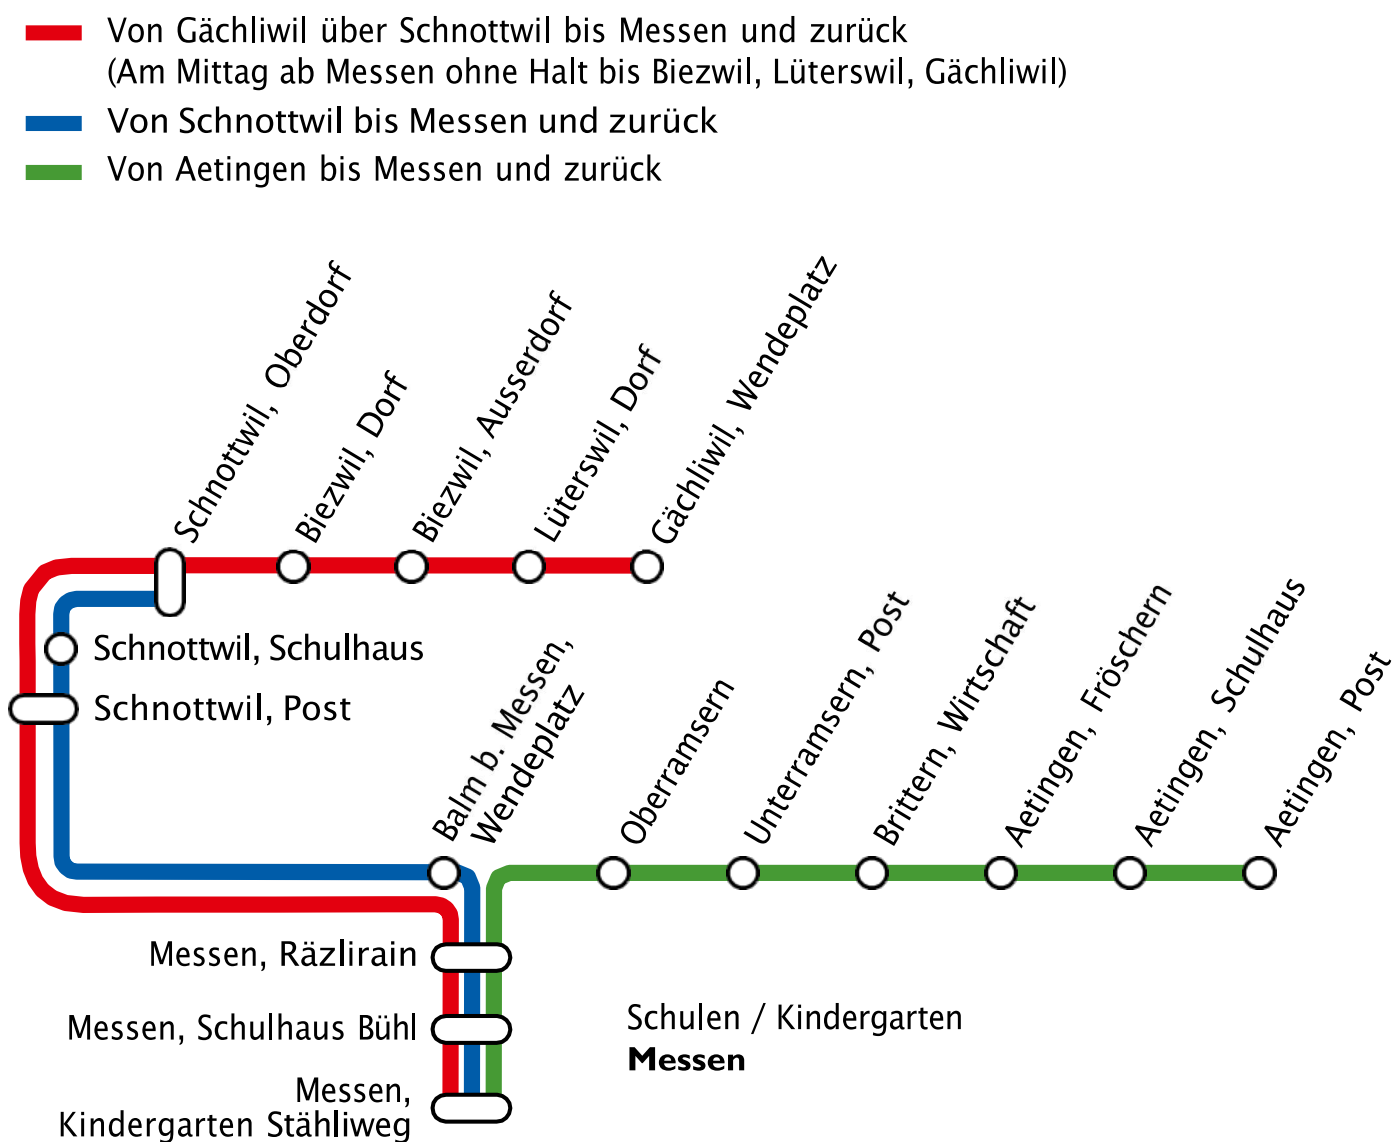 Von Gächliwil über Schnottwil bis Messen und zurück
(Am Mittag ab Messen ohne Halt bis Biezwil, Lüterswil, Gächliwil)
Von Schnottwil bis Messen und zurück
Von Aetingen bis Messen und zurück
Schnottwil, Oberdorf
Biezwil, Dorf
Biezwil, Ausserdorf
Lüterswil, Dorf
Gächliwil, Wendeplatz
Schnottwil, Schulhaus
Schnottwil, Post
Balm b. Messen,
Wendeplatz
Oberramsern
Unterramsern, Post
Brittern, Wirtschaft
Aetingen, Fröschern
Aetingen, Schulhaus
Aetingen, Post
Messen, Räzlirain
Messen, Schulhaus Bühl
Messen,
Kindergarten Stähliweg
Schulen / Kindergarten
Messen